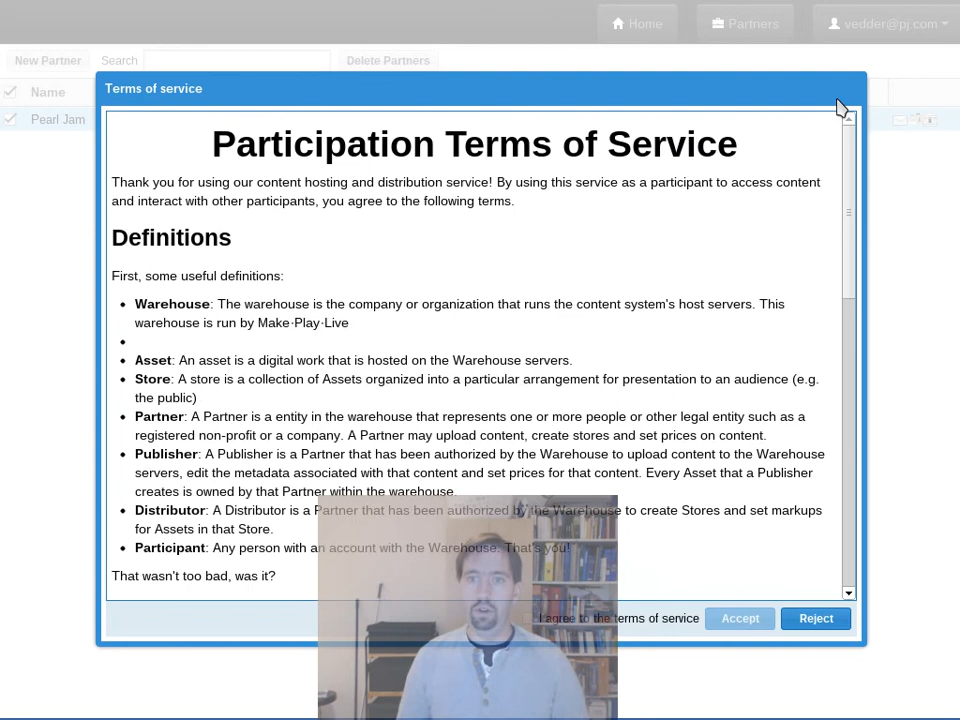 Home Partners vedder@pj.com
New Partner Search Delete Partners
Name
Pearl Jam
Terms of service
Participation Terms of Service
Thank you for using our content hosting and distribution service! By using this service as a participant to access content
and interact with other participants, you agree to the following terms.
Definitions
First, some useful definitions:
Warehouse: The warehouse is the company or organization that runs the content system's host servers. This
warehouse is run by Make·Play·Live
Asset: An asset is a digital work that is hosted on the Warehouse servers.
Store: A store is a collection of Assets organized into a particular arrangement for presentation to an audience (e.g.
the public)
Partner: A Partner is a entity in the warehouse that represents one or more people or other legal entity such as a
registered non-profit or a company. A Partner may upload content, create stores and set prices on content.
Publisher: A Publisher is a Partner that has been authorized by the Warehouse to upload content to the Warehouse
servers, edit the metadata associated with that content and set prices for that content. Every Asset that a Publisher
creates is owned by that Partner within the warehouse.
Distributor: A Distributor is a Partner that has been authorized by the Warehouse to create Stores and set markups
for Assets in that Store.
Participant: Any person with an account with the Warehouse. That's you!
That wasn't too bad, was it?
I agree to the terms of service Accept Reject